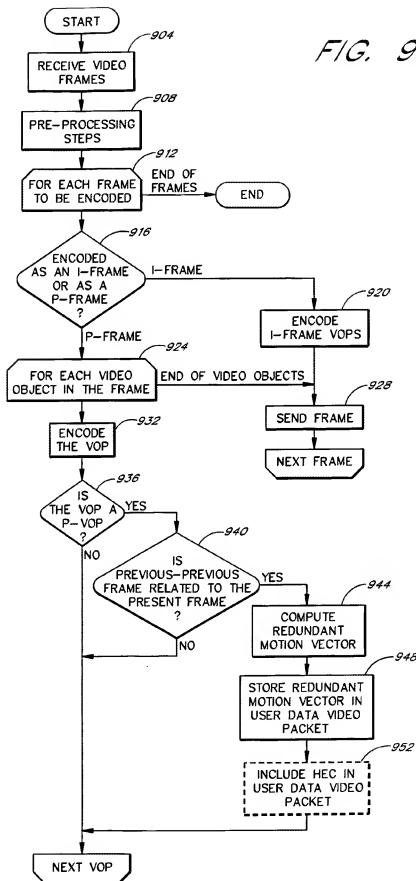 START
FIG. 9
904
RECEIVE VIDEO
FRAMES
908
PRE-PROCESSING
STEPS
912
FOR EACH FRAME
TO BE ENCODED
END OF
FRAMES
END
916
ENCODED
AS AN I-FRAME
OR AS A
P-FRAME
?
I-FRAME
920
ENCODE
I-FRAME VOPS
P-FRAME
924
FOR EACH VIDEO
OBJECT IN THE FRAME
END OF VIDEO OBJECTS
928
SEND FRAME
NEXT FRAME
932
ENCODE
THE VOP
936
IS
THE VOP A
P-VOP
?
YES
NO
940
IS
PREVIOUS-PREVIOUS
FRAME RELATED TO THE
PRESENT FRAME
?
YES
NO
944
COMPUTE
REDUNDANT
MOTION VECTOR
948
STORE REDUNDANT
MOTION VECTOR IN
USER DATA VIDEO
PACKET
952
INCLUDE HEC IN
USER DATA VIDEO
PACKET
NEXT VOP